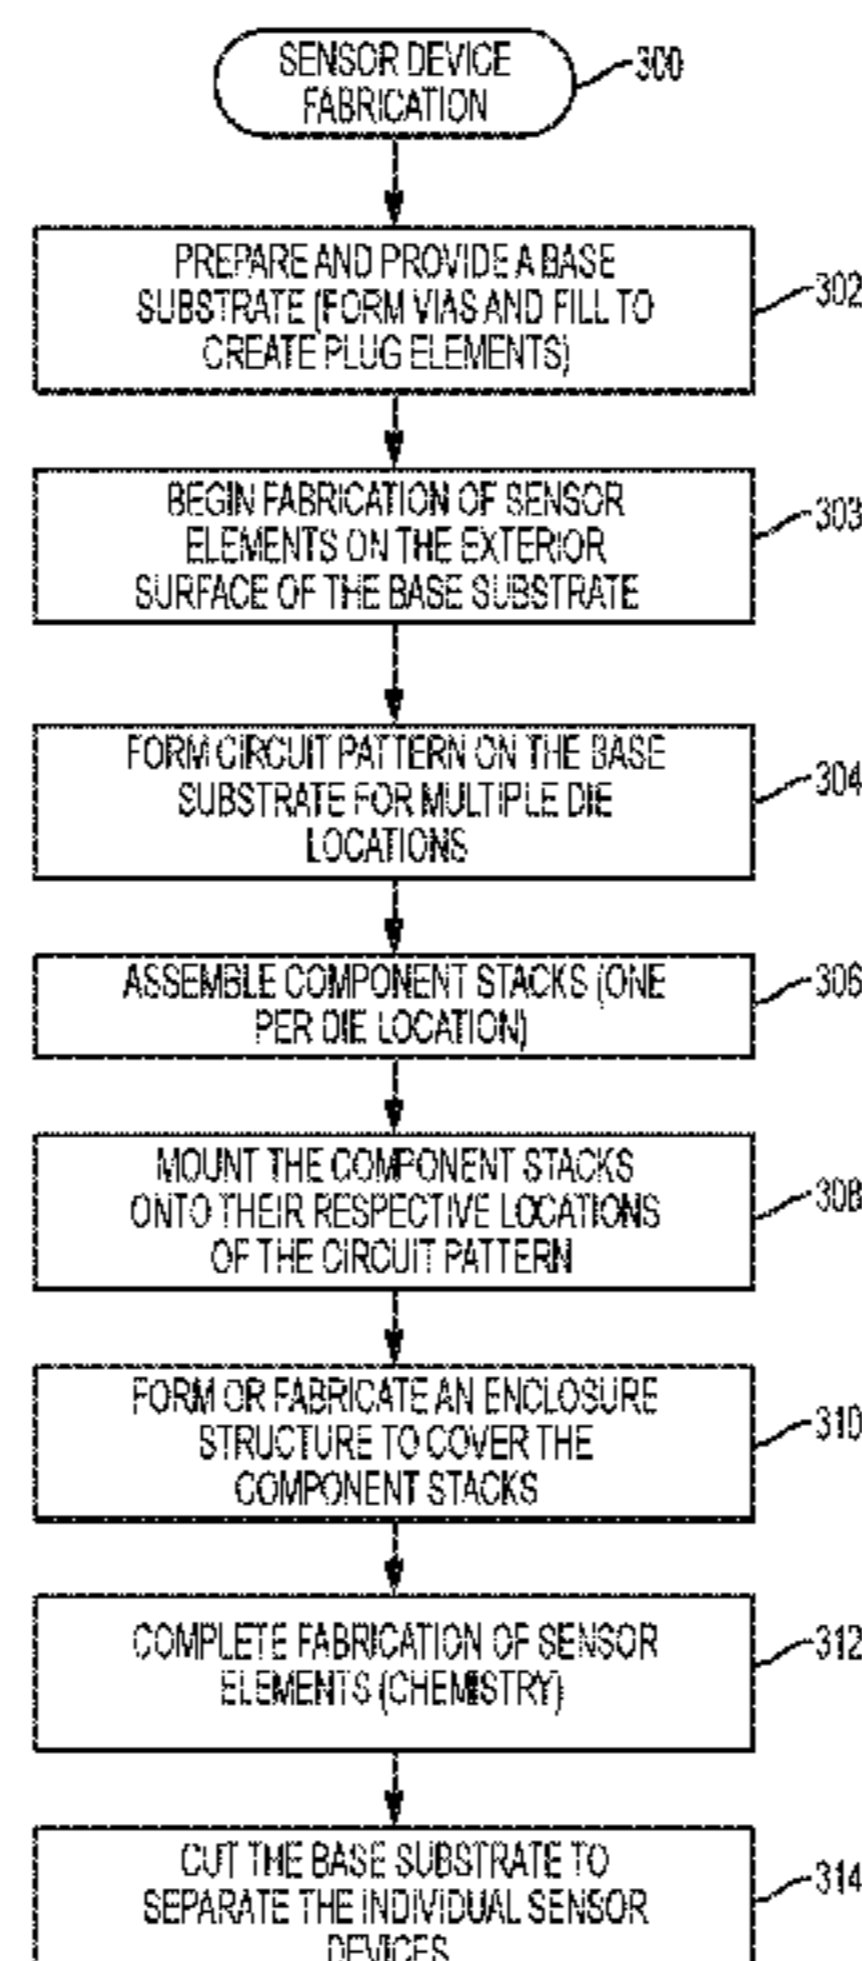 SENSOR DEVICE
FABRICATION
300
PREPARE AND PROVIDE A BASE
SUBSTRATE (FORM VIAS AND FILL TO
CREATE PLUG ELEMENTS)
302
BEGIN FABRICATION OF SENSOR
ELEMENTS ON THE EXTERIOR
SURFACE OF THE BASE SUBSTRATE
303
FORM CIRCUIT PATTERN ON THE BASE
SUBSTRATE FOR MULTIPLE DIE
LOCATIONS
304
ASSEMBLE COMPONENT STACKS (ONE
PER DIE LOCATION)
306
MOUNT THE COMPONENT STACKS
ONTO THEIR RESPECTIVE LOCATIONS
OF THE CIRCUIT PATTERN
308
FORM OR FABRICATE AN ENCLOSURE
STRUCTURE TO COVER THE
COMPONENT STACKS
310
COMPLETE FABRICATION OF SENSOR
ELEMENTS (CHEMISTRY)
312
CUT THE BASE SUBSTRATE TO
SEPARATE THE INDIVIDUAL SENSOR
DEVICES
314